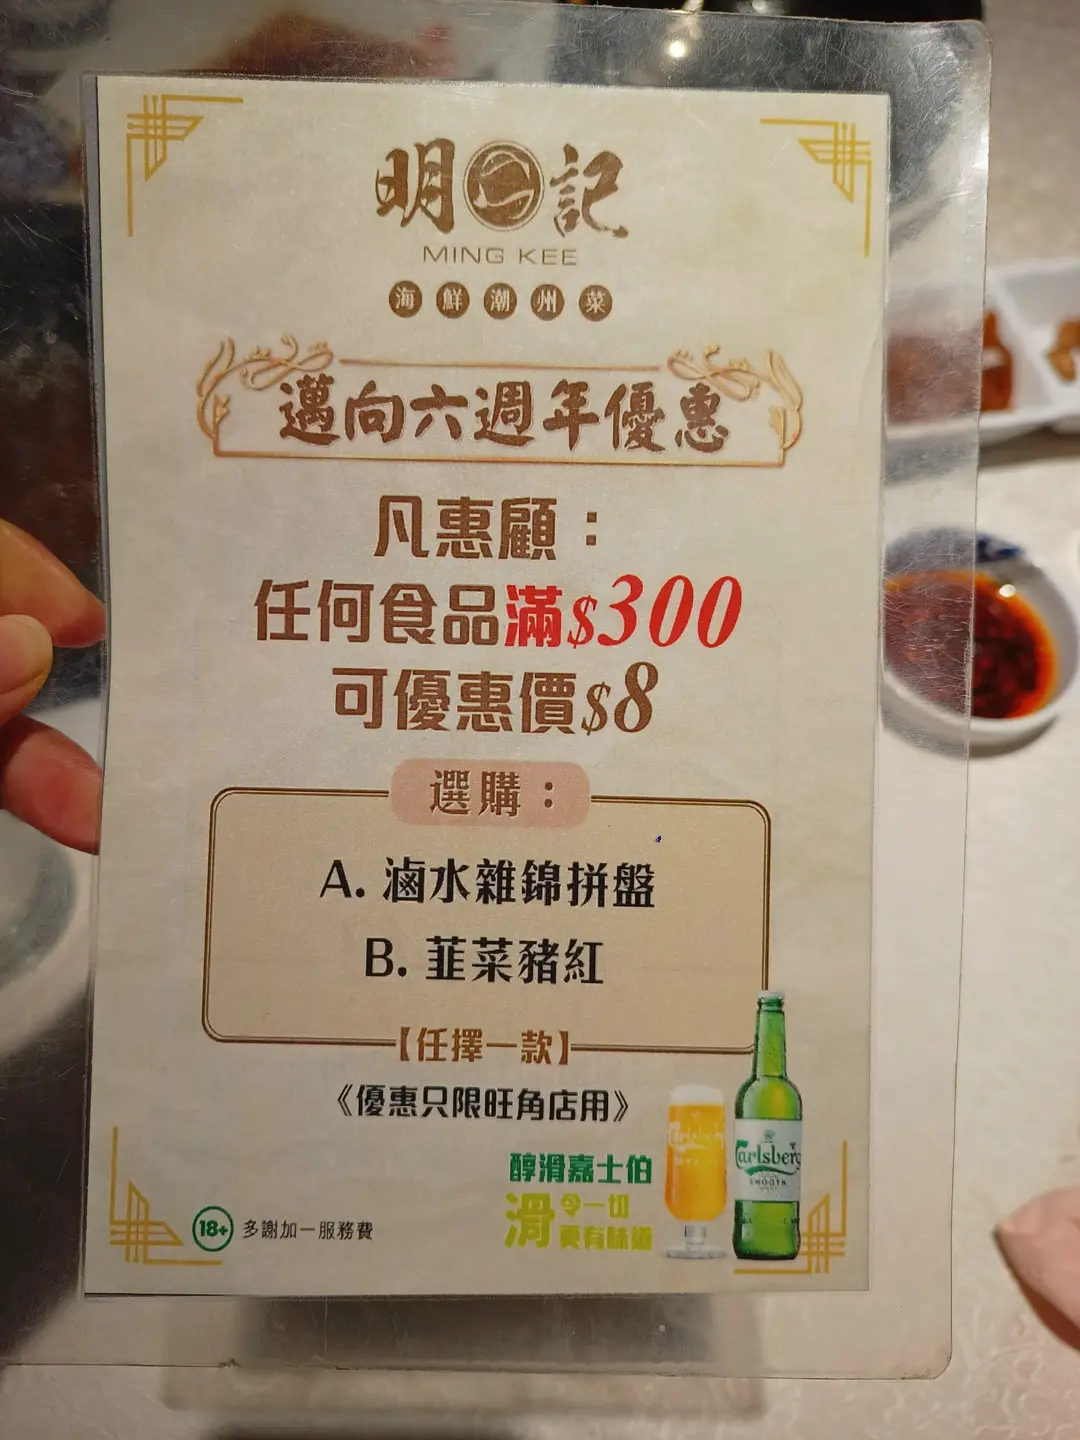 明記
MING KEE
海鮮潮州菜
邁向六週年優惠
凡惠顧：
任何食品滿$300
可優惠價$8
選購：
A. 滷水雜錦拼盤
B. 韮菜豬紅
【任擇一款】
《優惠只限旺角店用》
醇滑嘉士伯
滑令一切
更有味道
Carlsberg
Carlsberg
SMOOTH
18+ 多謝加一服務費